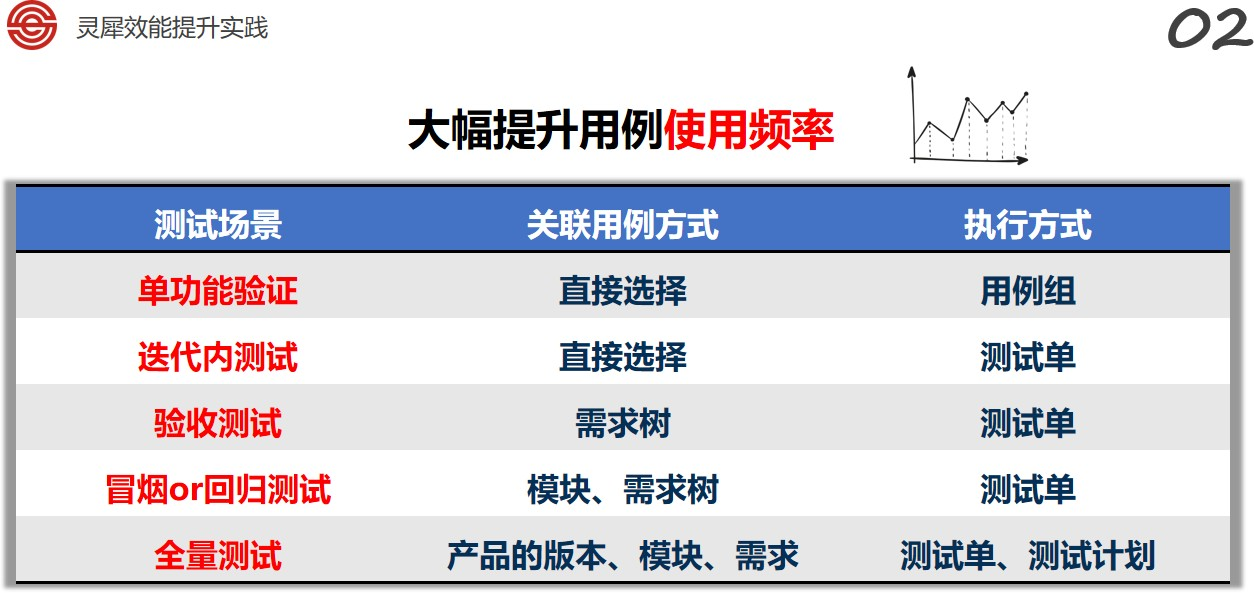 灵犀效能提升实践
02
大幅提升用例使用频率
测试场景 关联用例方式 执行方式
单功能验证 直接选择 用例组
迭代内测试 直接选择 测试单
验收测试 需求树 测试单
冒烟or回归测试 模块、需求树 测试单
全量测试 产品的版本、模块、需求 测试单、测试计划